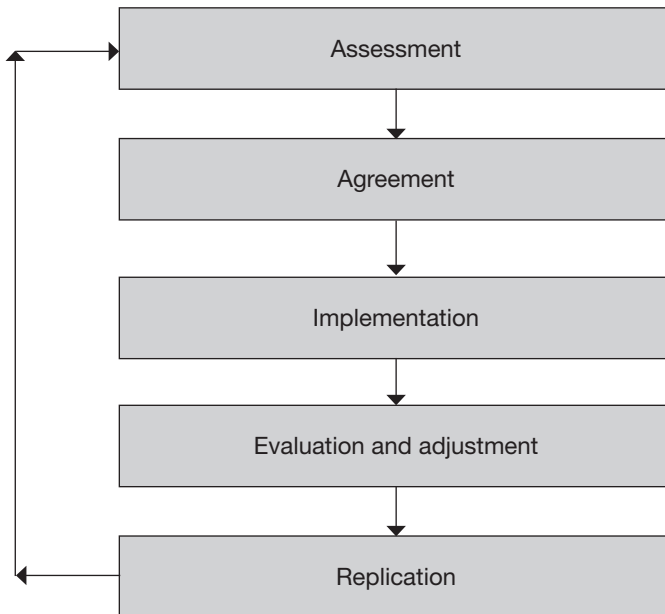 Assessment
Agreement
Implementation
Evaluation and adjustment
Replication